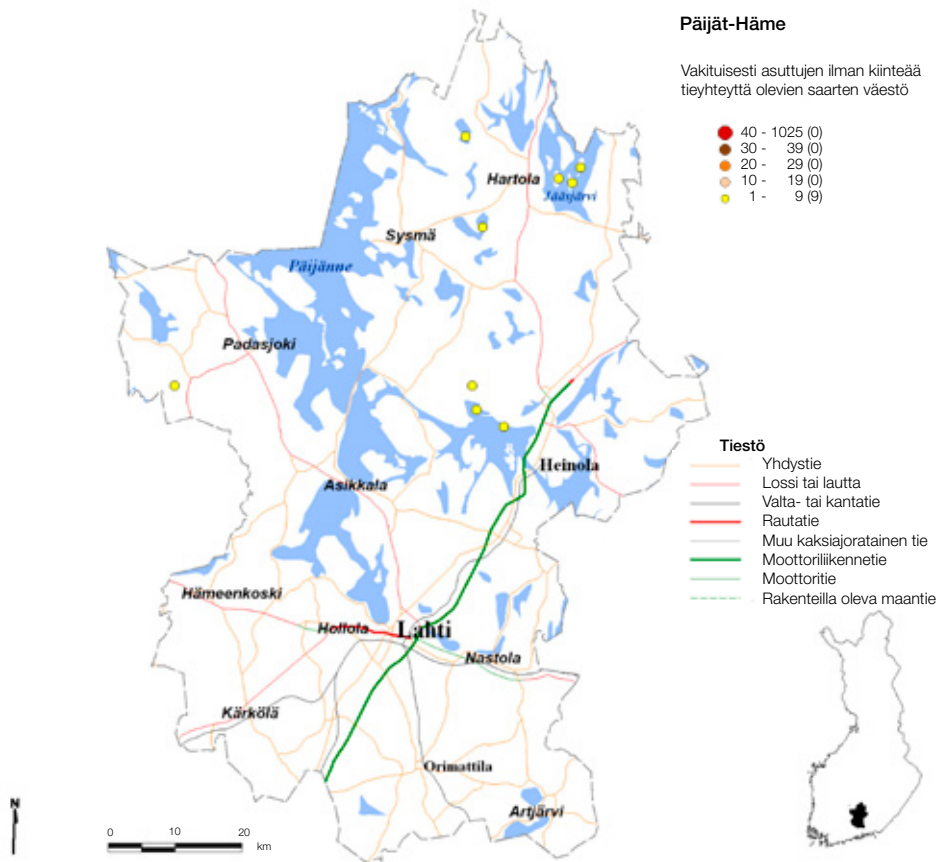 Päijät-Häme
Vakituisesti asuttujen ilman kiinteää
tieyhteyttä olevien saarten väestö
40 - 1025 (0)
30 - 39 (0)
20 - 29 (0)
10 - 19 (0)
1 - 9 (9)
Hartola
Jääsjärvi
Sysmä
Päijänne
Padasjoki
Heinola
Asikkala
Hämeenkoski
Hollola
Lahti
Nastola
Kärkölä
Orimattila
Artjärvi
Tiestö
Yhdystie
Lossi tai lautta
Valta- tai kantatie
Rautatie
Muu kaksiajoratainen tie
Moottoriliikennetie
Moottoritie
Rakenteilla oleva maantie
N
0 10 20
km